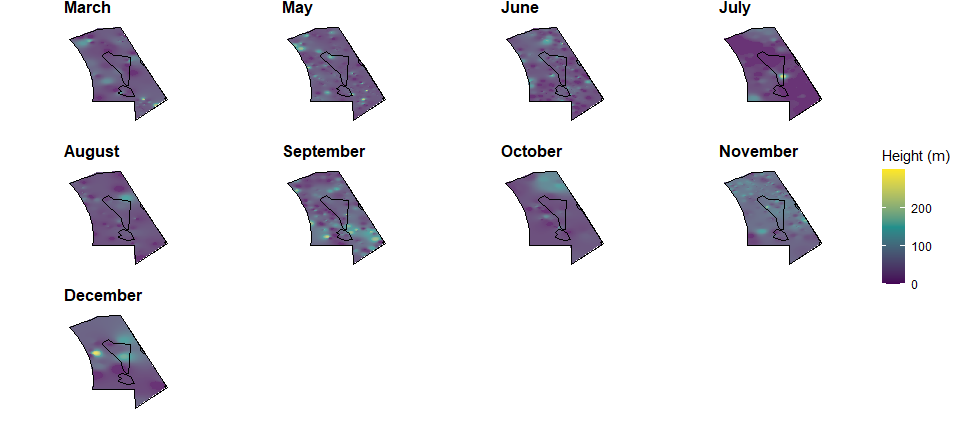 March
May
June
July
August
September
October
November
Height (m)
200
100
0
December